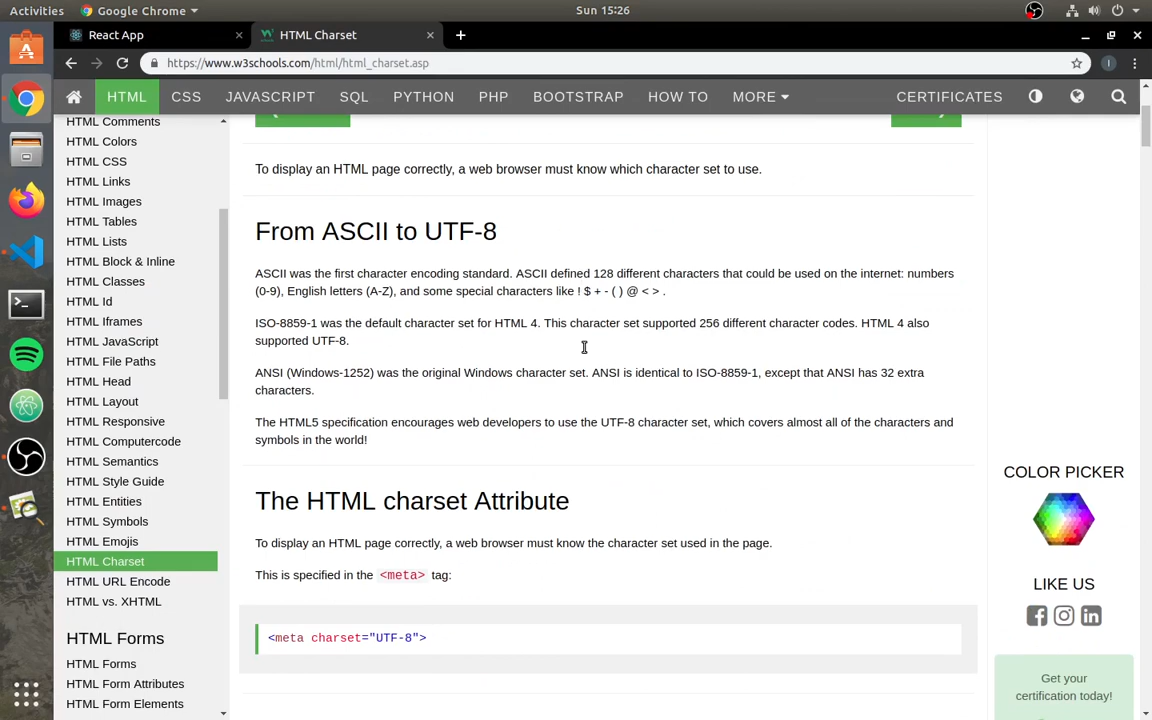 Activities
Google Chrome
Sun 15:26
React App
HTML Charset
https://www.w3schools.com/html/html_charset.asp
HTML
CSS
JAVASCRIPT
SQL
PYTHON
PHP
BOOTSTRAP
HOW TO
MORE
CERTIFICATES
HTML Comments
HTML Colors
HTML CSS
HTML Links
HTML Images
HTML Tables
HTML Lists
HTML Block & Inline
HTML Classes
HTML Id
HTML Iframes
HTML JavaScript
HTML File Paths
HTML Head
HTML Layout
HTML Responsive
HTML Computercode
HTML Semantics
HTML Style Guide
HTML Entities
HTML Symbols
HTML Emojis
HTML Charset
HTML URL Encode
HTML vs. XHTML
HTML Forms
HTML Forms
HTML Form Attributes
HTML Form Elements
To display an HTML page correctly, a web browser must know which character set to use.
From ASCII to UTF-8
ASCII was the first character encoding standard. ASCII defined 128 different characters that could be used on the internet: numbers
(0-9), English letters (A-Z), and some special characters like ! $ + - ( ) @ < > .
ISO-8859-1 was the default character set for HTML 4. This character set supported 256 different character codes. HTML 4 also
supported UTF-8.
ANSI (Windows-1252) was the original Windows character set. ANSI is identical to ISO-8859-1, except that ANSI has 32 extra
characters.
The HTML5 specification encourages web developers to use the UTF-8 character set, which covers almost all of the characters and
symbols in the world!
The HTML charset Attribute
To display an HTML page correctly, a web browser must know the character set used in the page.
This is specified in the <meta> tag:
<meta charset="UTF-8">
COLOR PICKER
LIKE US
Get your
certification today!